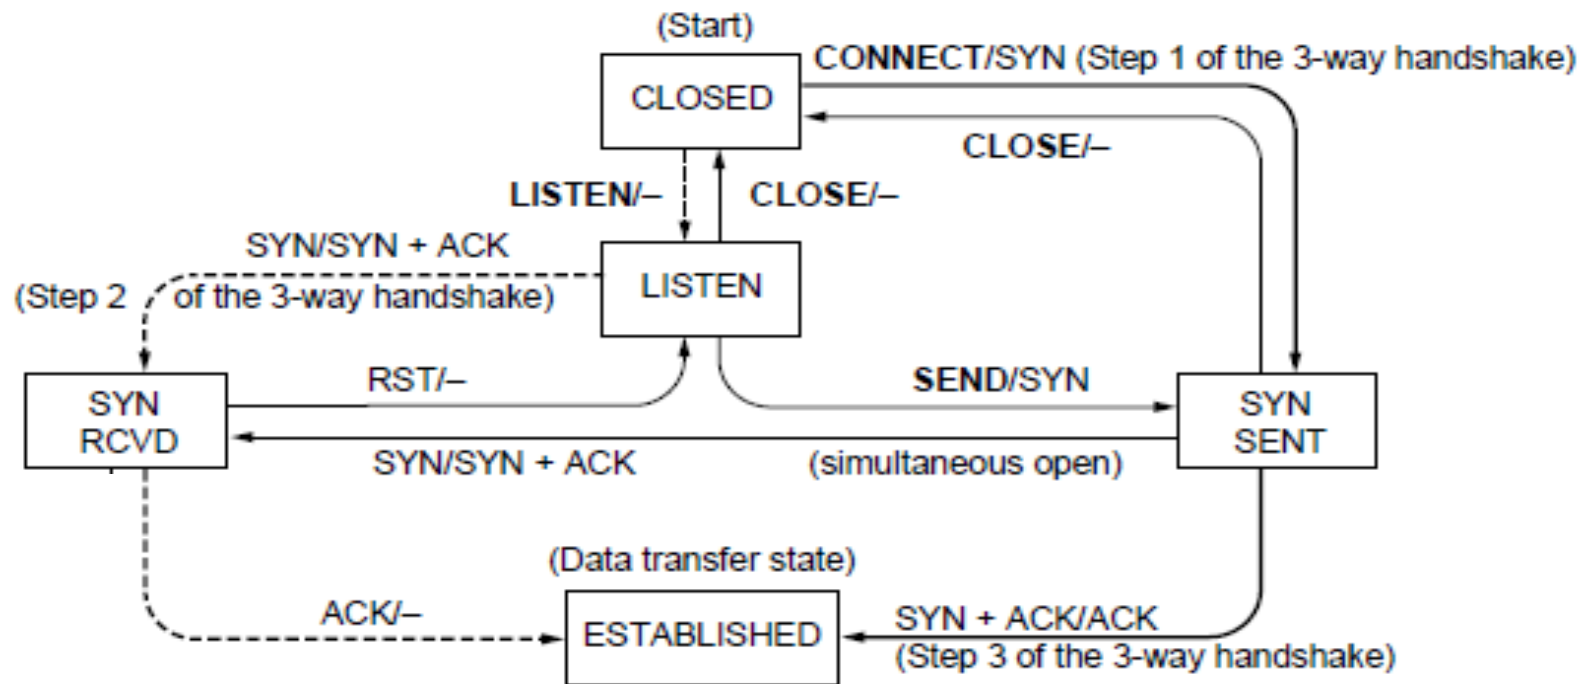 (Start)
CONNECT/SYN (Step 1 of the 3-way handshake)
CLOSED
CLOSE/–
LISTEN/–
CLOSE/–
SYN/SYN + ACK
(Step 2 of the 3-way handshake)
LISTEN
RST/–
SEND/SYN
SYN
RCVD
SYN
SENT
SYN/SYN + ACK
(simultaneous open)
(Data transfer state)
ACK/–
ESTABLISHED
SYN + ACK/ACK
(Step 3 of the 3-way handshake)